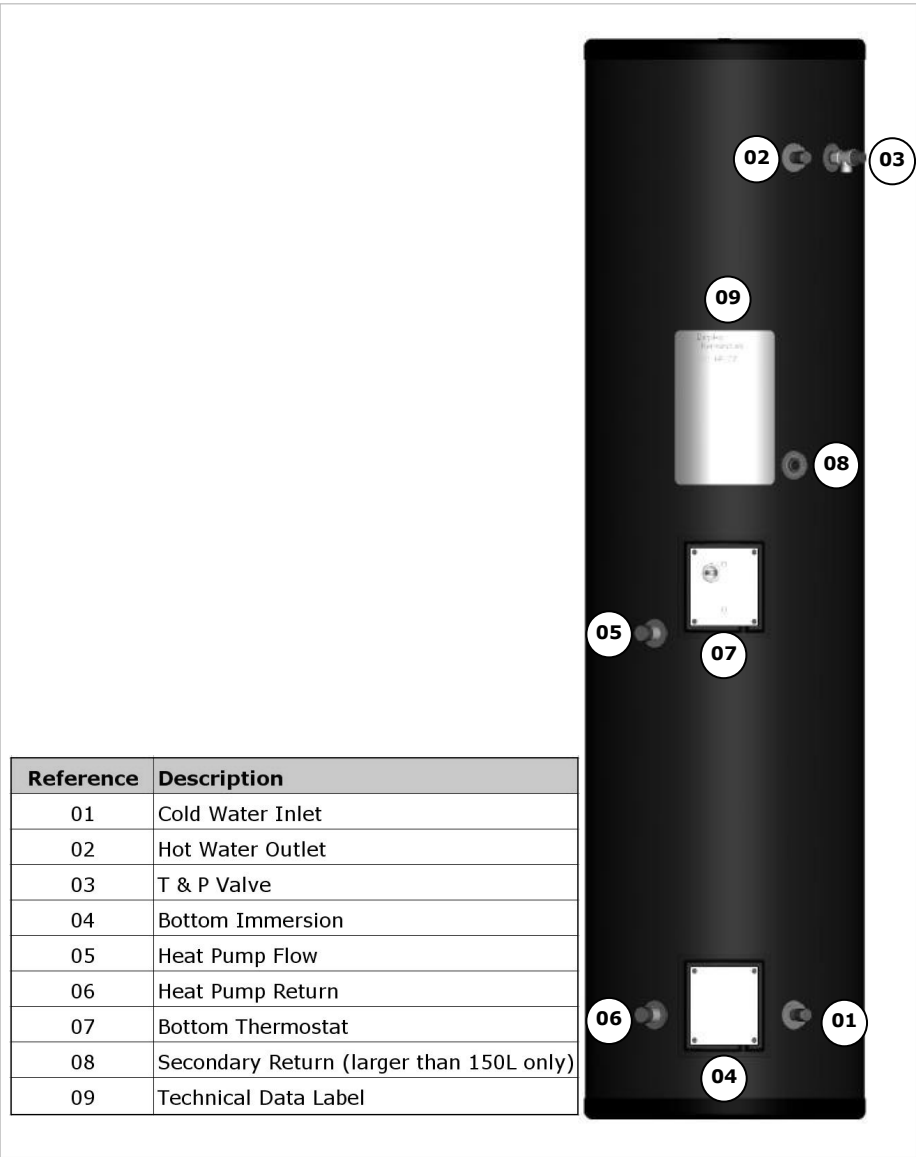 02
03
09
08
05
07
Reference Description
01 Cold Water Inlet
02 Hot Water Outlet
03 T & P Valve
04 Bottom Immersion
05 Heat Pump Flow
06 Heat Pump Return
07 Bottom Thermostat
08 Secondary Return (larger than 150L only)
09 Technical Data Label
06
01
04